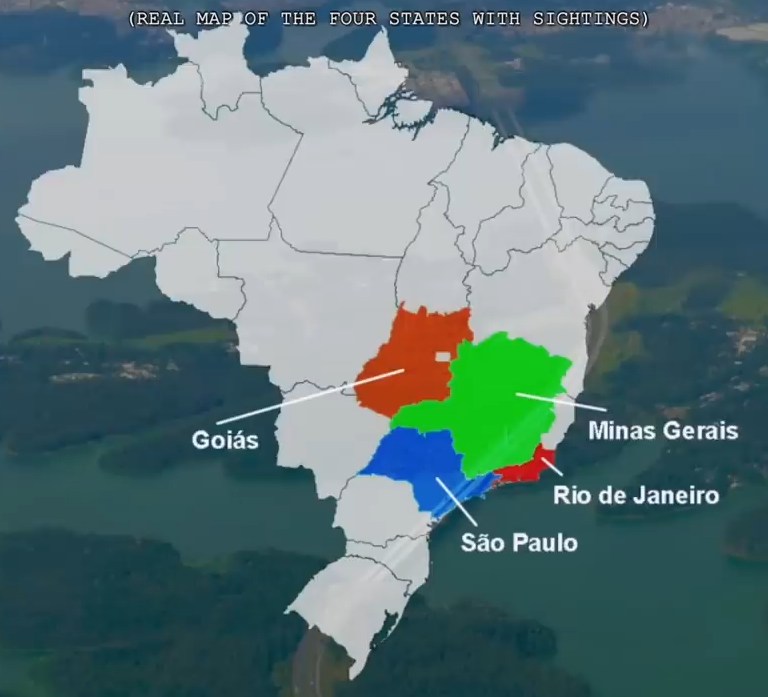 (REAL MAP OF THE FOUR STATES WITH SIGHTINGS)
Goiás
Minas Gerais
Rio de Janeiro
São Paulo